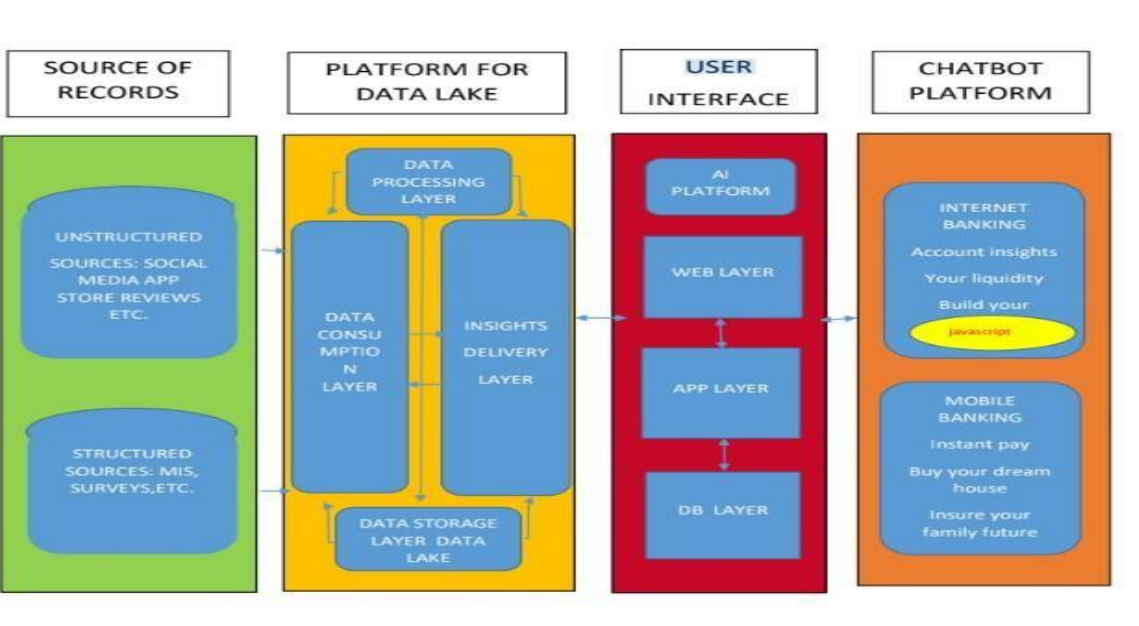 SOURCE OF
RECORDS
PLATFORM FOR
DATA LAKE
USER
INTERFACE
CHATBOT
PLATFORM
UNSTRUCTURED
SOURCES: SOCIAL
MEDIA APP
STORE REVIEWS
ETC.
STRUCTURED
SOURCES: MIS,
SURVEYS,ETC.
DATA
PROCESSING
LAYER
DATA
CONSU
MPTIO
N
LAYER
INSIGHTS
DELIVERY
LAYER
DATA STORAGE
LAYER DATA
LAKE
AI
PLATFORM
WEB LAYER
APP LAYER
DB LAYER
INTERNET
BANKING
Account insights
Your liquidity
Build your
javascript
MOBILE
BANKING
Instant pay
Buy your dream
house
Insure your
family future